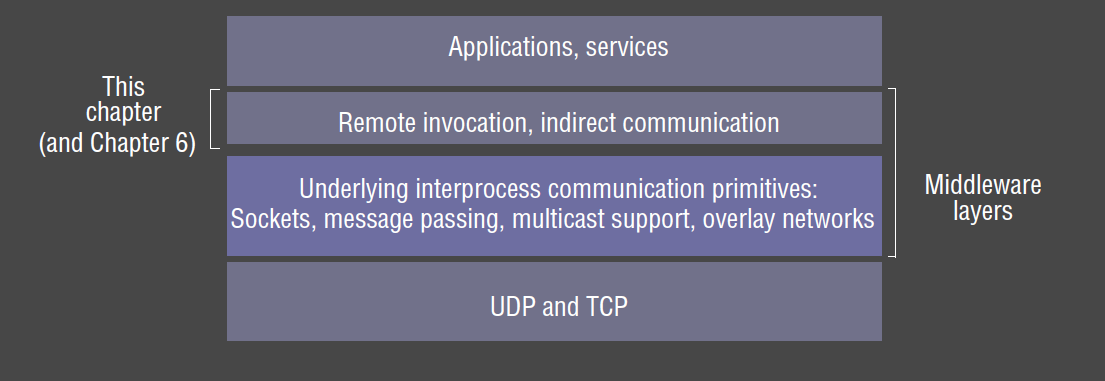 Applications, services
This
chapter
(and Chapter 6)
Remote invocation, indirect communication
Underlying interprocess communication primitives:
Sockets, message passing, multicast support, overlay networks
Middleware
layers
UDP and TCP